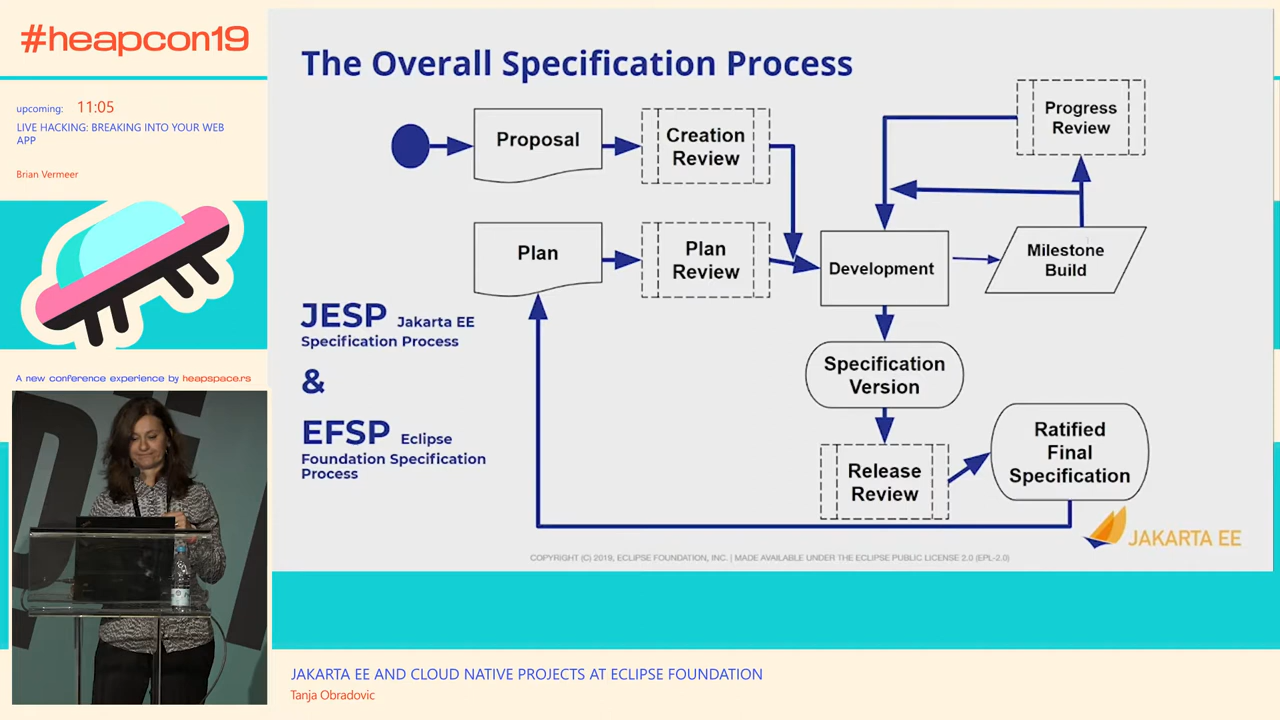 #heapcon19
upcoming: 11:05
LIVE HACKING: BREAKING INTO YOUR WEB
APP
Brian Vermeer
A new conference experience by heapspace.rs
The Overall Specification Process
Proposal
Creation
Review
Progress
Review
Plan
Plan
Review
Development
Milestone
Build
JESP Jakarta EE
Specification Process
&
EFSP Eclipse
Foundation Specification
Process
Specification
Version
Release
Review
Ratified
Final
Specification
JAKARTA EE
COPYRIGHT (C) 2019, ECLIPSE FOUNDATION, INC. | MADE AVAILABLE UNDER THE ECLIPSE PUBLIC LICENSE 2.0 (EPL-2.0)
JAKARTA EE AND CLOUD NATIVE PROJECTS AT ECLIPSE FOUNDATION
Tanja Obradovic